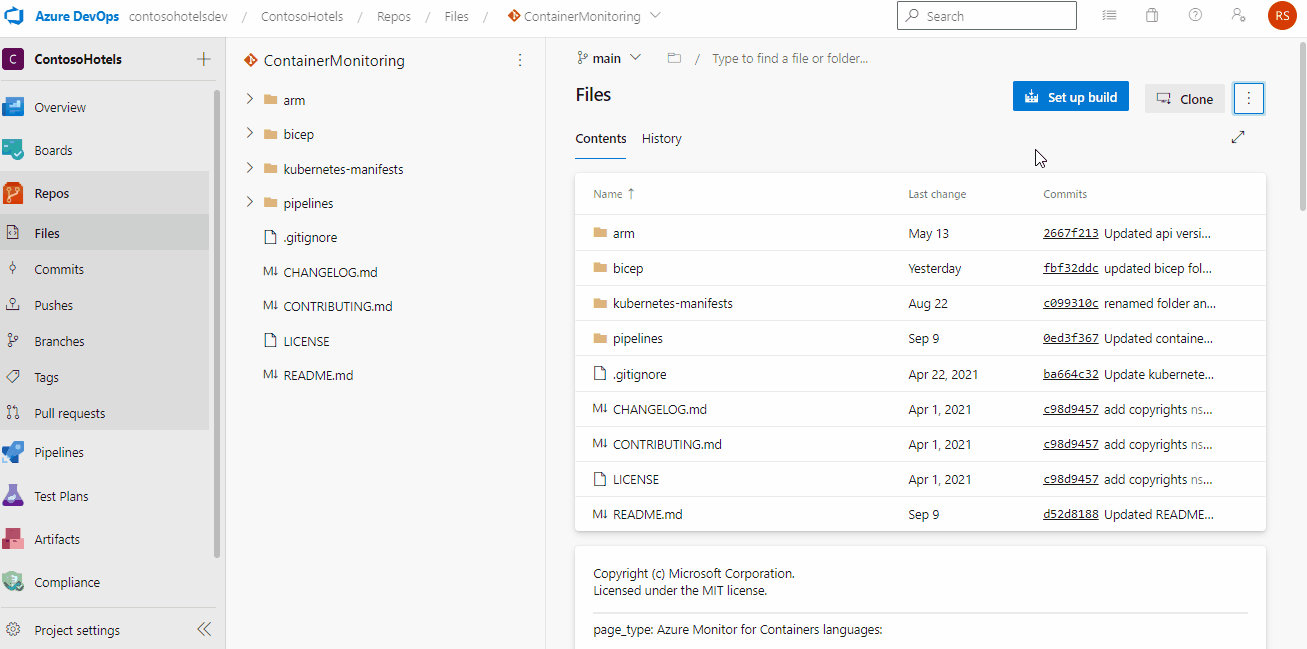 Azure DevOps contosohotelsdev / ContosoHotels / Repos / Files / ContainerMonitoring
Search
RS
C ContosoHotels
Overview
Boards
Repos
Files
Commits
Pushes
Branches
Tags
Pull requests
Pipelines
Test Plans
Artifacts
Compliance
Project settings
ContainerMonitoring
arm
bicep
kubernetes-manifests
pipelines
.gitignore
M↓ CHANGELOG.md
M↓ CONTRIBUTING.md
LICENSE
M↓ README.md
main / Type to find a file or folder...
Files
Set up build
Clone
Contents History
Name ↑ Last change Commits
arm May 13 2667f213 Updated api versi...
bicep Yesterday fbf32ddc updated bicep fol...
kubernetes-manifests Aug 22 c099310c renamed folder an...
pipelines Sep 9 0ed3f367 Updated containe...
.gitignore Apr 22, 2021 ba664c32 Update kubernete...
M↓ CHANGELOG.md Apr 1, 2021 c98d9457 add copyrights ns...
M↓ CONTRIBUTING.md Apr 1, 2021 c98d9457 add copyrights ns...
LICENSE Apr 1, 2021 c98d9457 add copyrights ns...
M↓ README.md Sep 9 d52d8188 Updated README...
Copyright (c) Microsoft Corporation.
Licensed under the MIT license.
page_type: Azure Monitor for Containers languages: